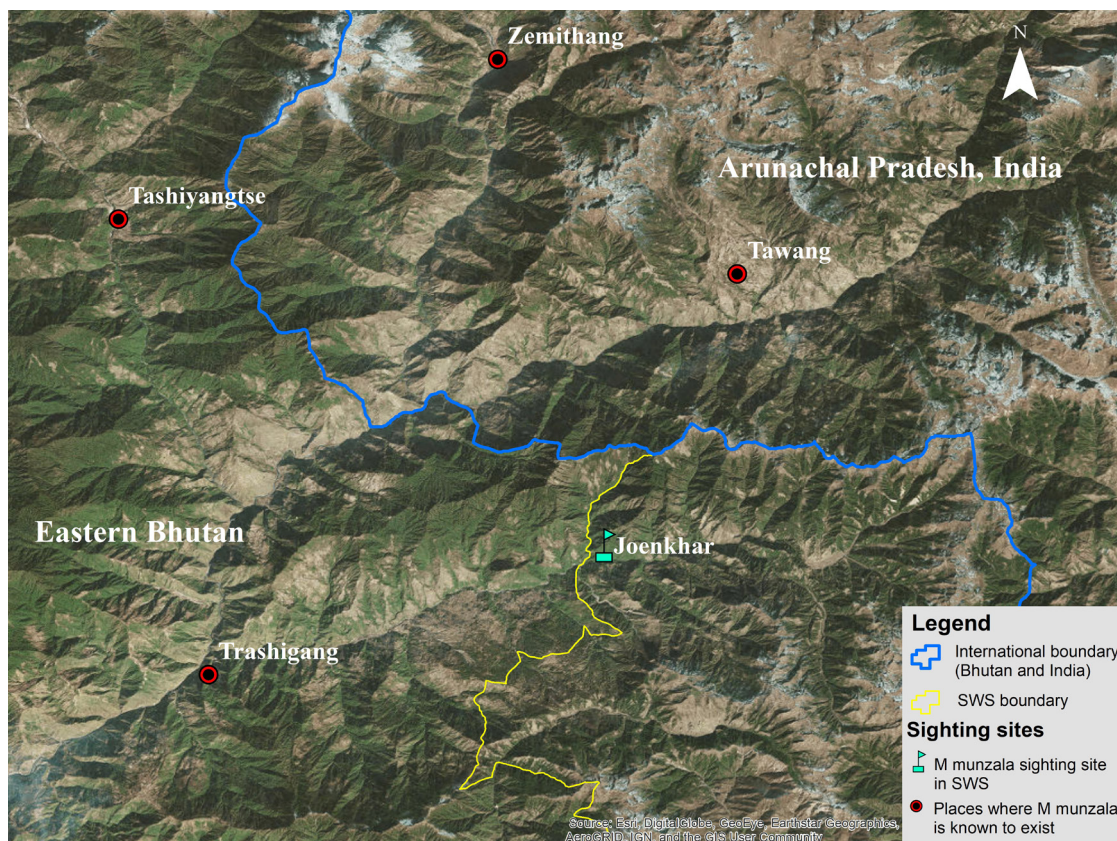 Zemithang
N
Arunachal Pradesh, India
Tashiyangtse
Tawang
Eastern Bhutan
Joenkhar
Trashigang
Legend
International boundary
(Bhutan and India)
SWS boundary
Sighting sites
M munzala sighting site
in SWS
Places where M munzala
is known to exist
Source: Esri, DigitalGlobe, GeoEye, Earthstar Geographics,
AeroGRID, IGN, and the GIS User community